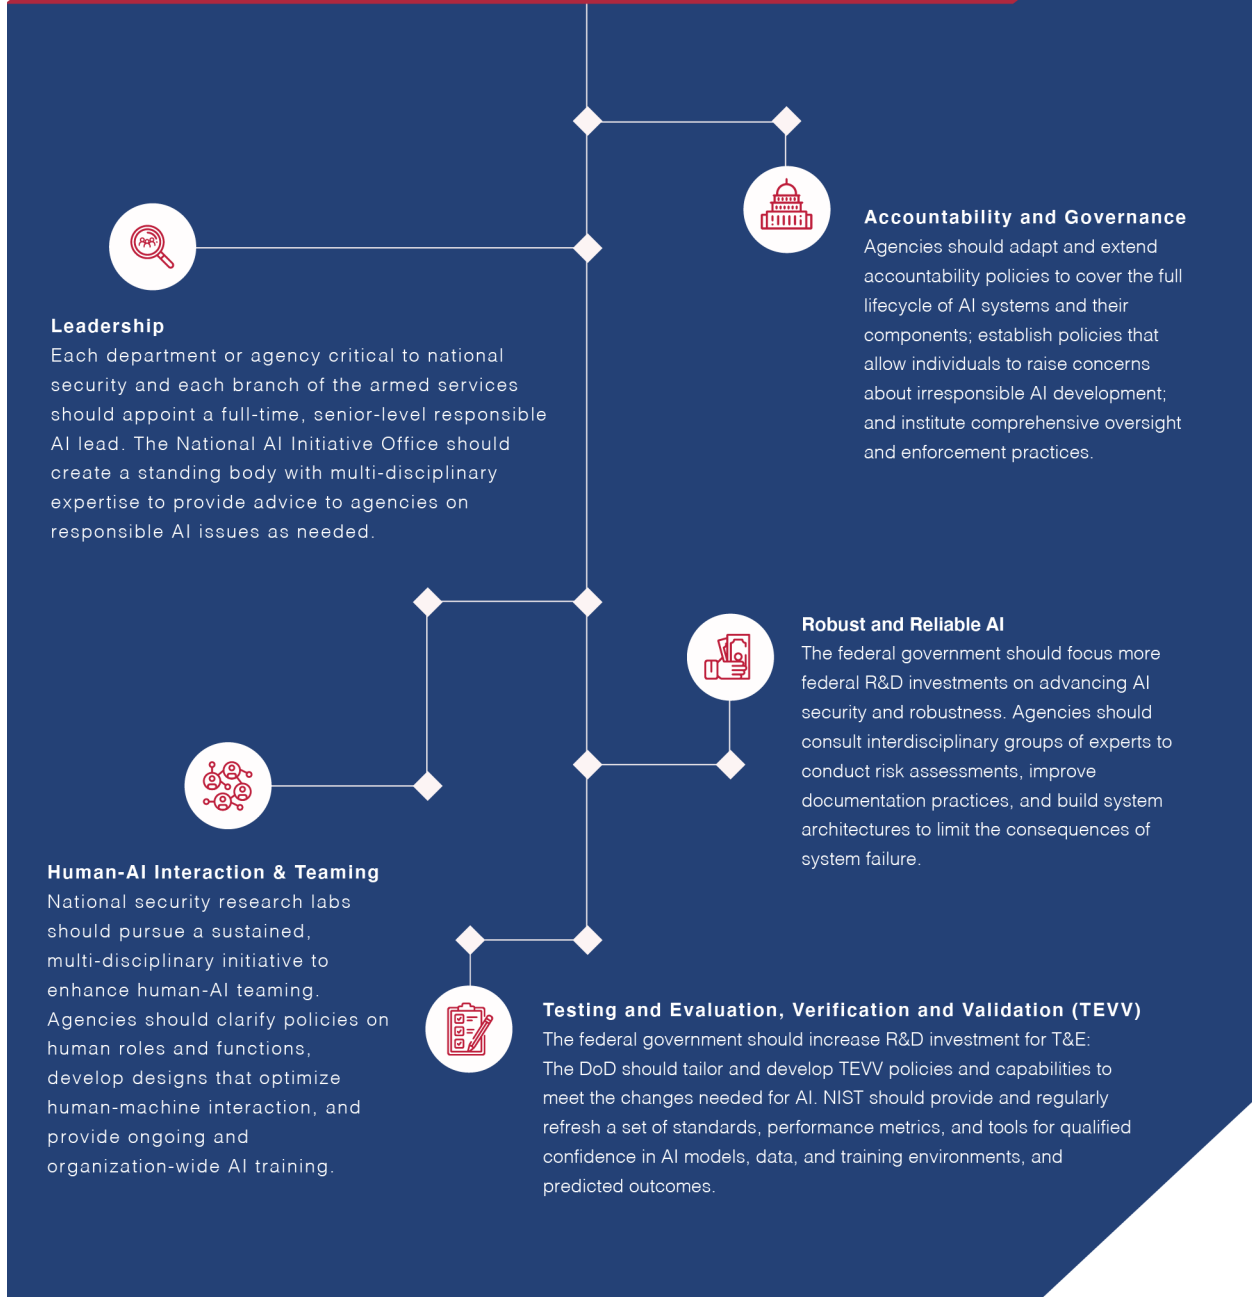 Accountability and Governance
Agencies should adapt and extend
accountability policies to cover the full
lifecycle of AI systems and their
components; establish policies that
allow individuals to raise concerns
about irresponsible AI development;
and institute comprehensive oversight
and enforcement practices.
Leadership
Each department or agency critical to national
security and each branch of the armed services
should appoint a full-time, senior-level responsible
AI lead. The National AI Initiative Office should
create a standing body with multi-disciplinary
expertise to provide advice to agencies on
responsible AI issues as needed.
Robust and Reliable AI
The federal government should focus more
federal R&D investments on advancing AI
security and robustness. Agencies should
consult interdisciplinary groups of experts to
conduct risk assessments, improve
documentation practices, and build system
architectures to limit the consequences of
system failure.
Human-AI Interaction & Teaming
National security research labs
should pursue a sustained,
multi-disciplinary initiative to
enhance human-AI teaming.
Agencies should clarify policies on
human roles and functions,
develop designs that optimize
human-machine interaction, and
provide ongoing and
organization-wide AI training.
Testing and Evaluation, Verification and Validation (TEVV)
The federal government should increase R&D investment for T&E:
The DoD should tailor and develop TEVV policies and capabilities to
meet the changes needed for AI. NIST should provide and regularly
refresh a set of standards, performance metrics, and tools for qualified
confidence in AI models, data, and training environments, and
predicted outcomes.